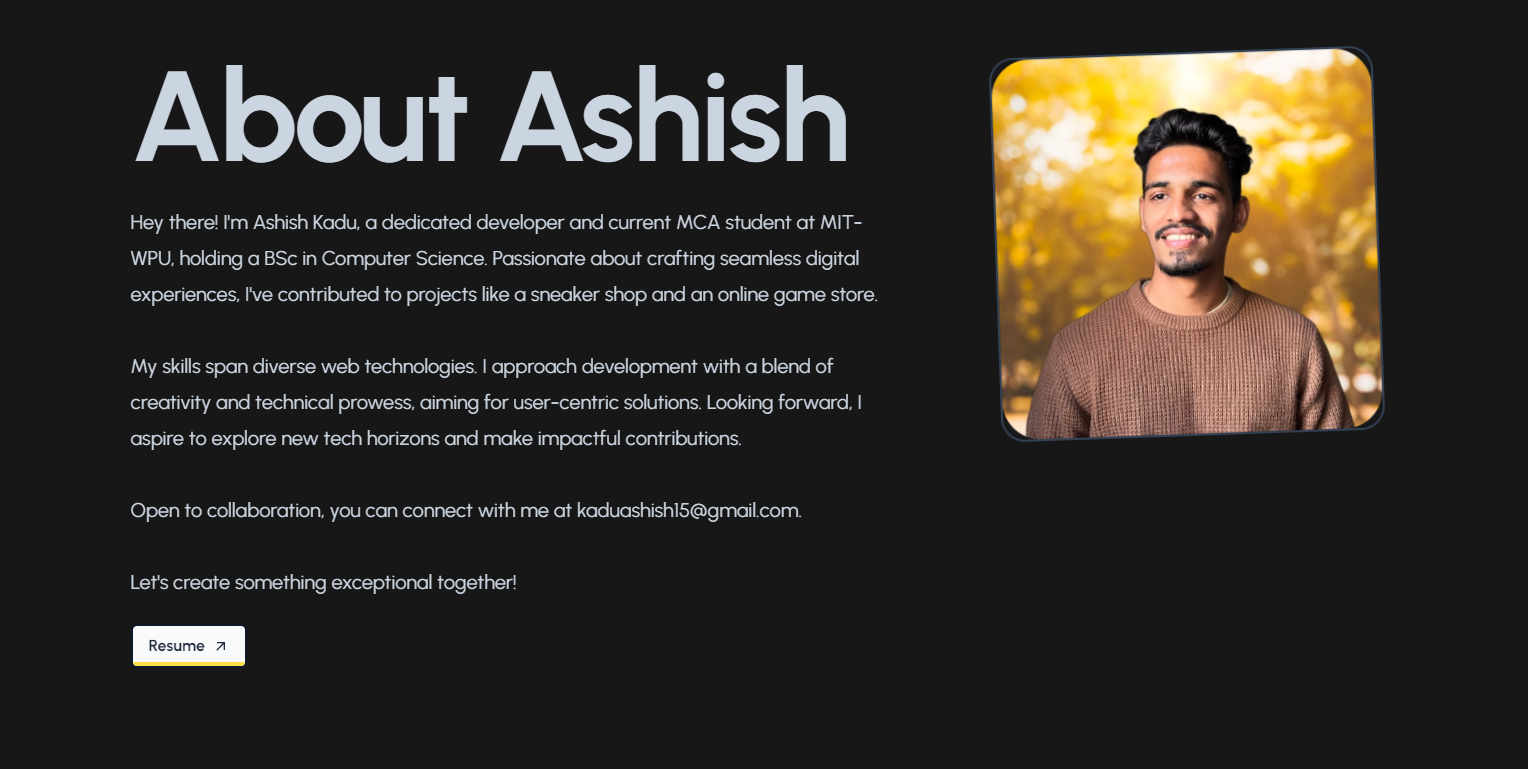 About Ashish
Hey there! I'm Ashish Kadu, a dedicated developer and current MCA student at MIT-
WPU, holding a BSc in Computer Science. Passionate about crafting seamless digital
experiences, I've contributed to projects like a sneaker shop and an online game store.
My skills span diverse web technologies. I approach development with a blend of
creativity and technical prowess, aiming for user-centric solutions. Looking forward, I
aspire to explore new tech horizons and make impactful contributions.
Open to collaboration, you can connect with me at kaduashish15@gmail.com.
Let's create something exceptional together!
Resume